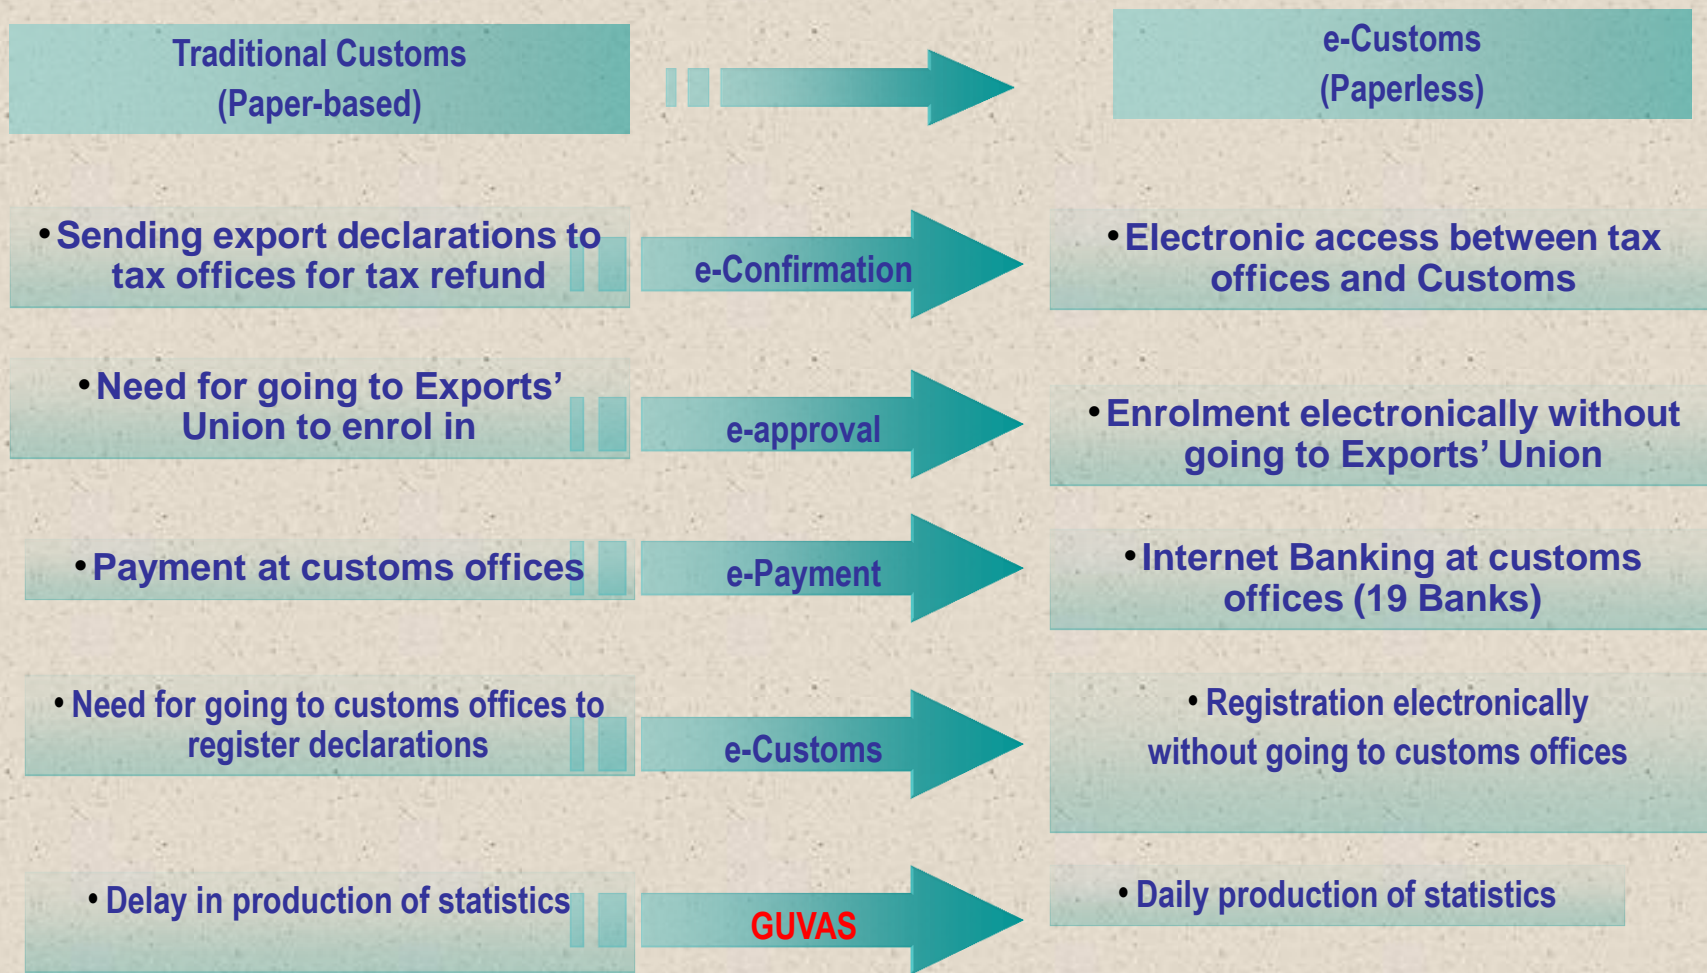 Traditional Customs
(Paper-based)
e-Customs
(Paperless)
•Sending export declarations to
tax offices for tax refund
e-Confirmation
•Electronic access between tax
offices and Customs
•Need for going to Exports’
Union to enrol in
e-approval
•Enrolment electronically without
going to Exports’ Union
•Payment at customs offices
e-Payment
•Internet Banking at customs
offices (19 Banks)
• Need for going to customs offices to
register declarations
e-Customs
• Registration electronically
without going to customs offices
• Delay in production of statistics
GUVAS
• Daily production of statistics